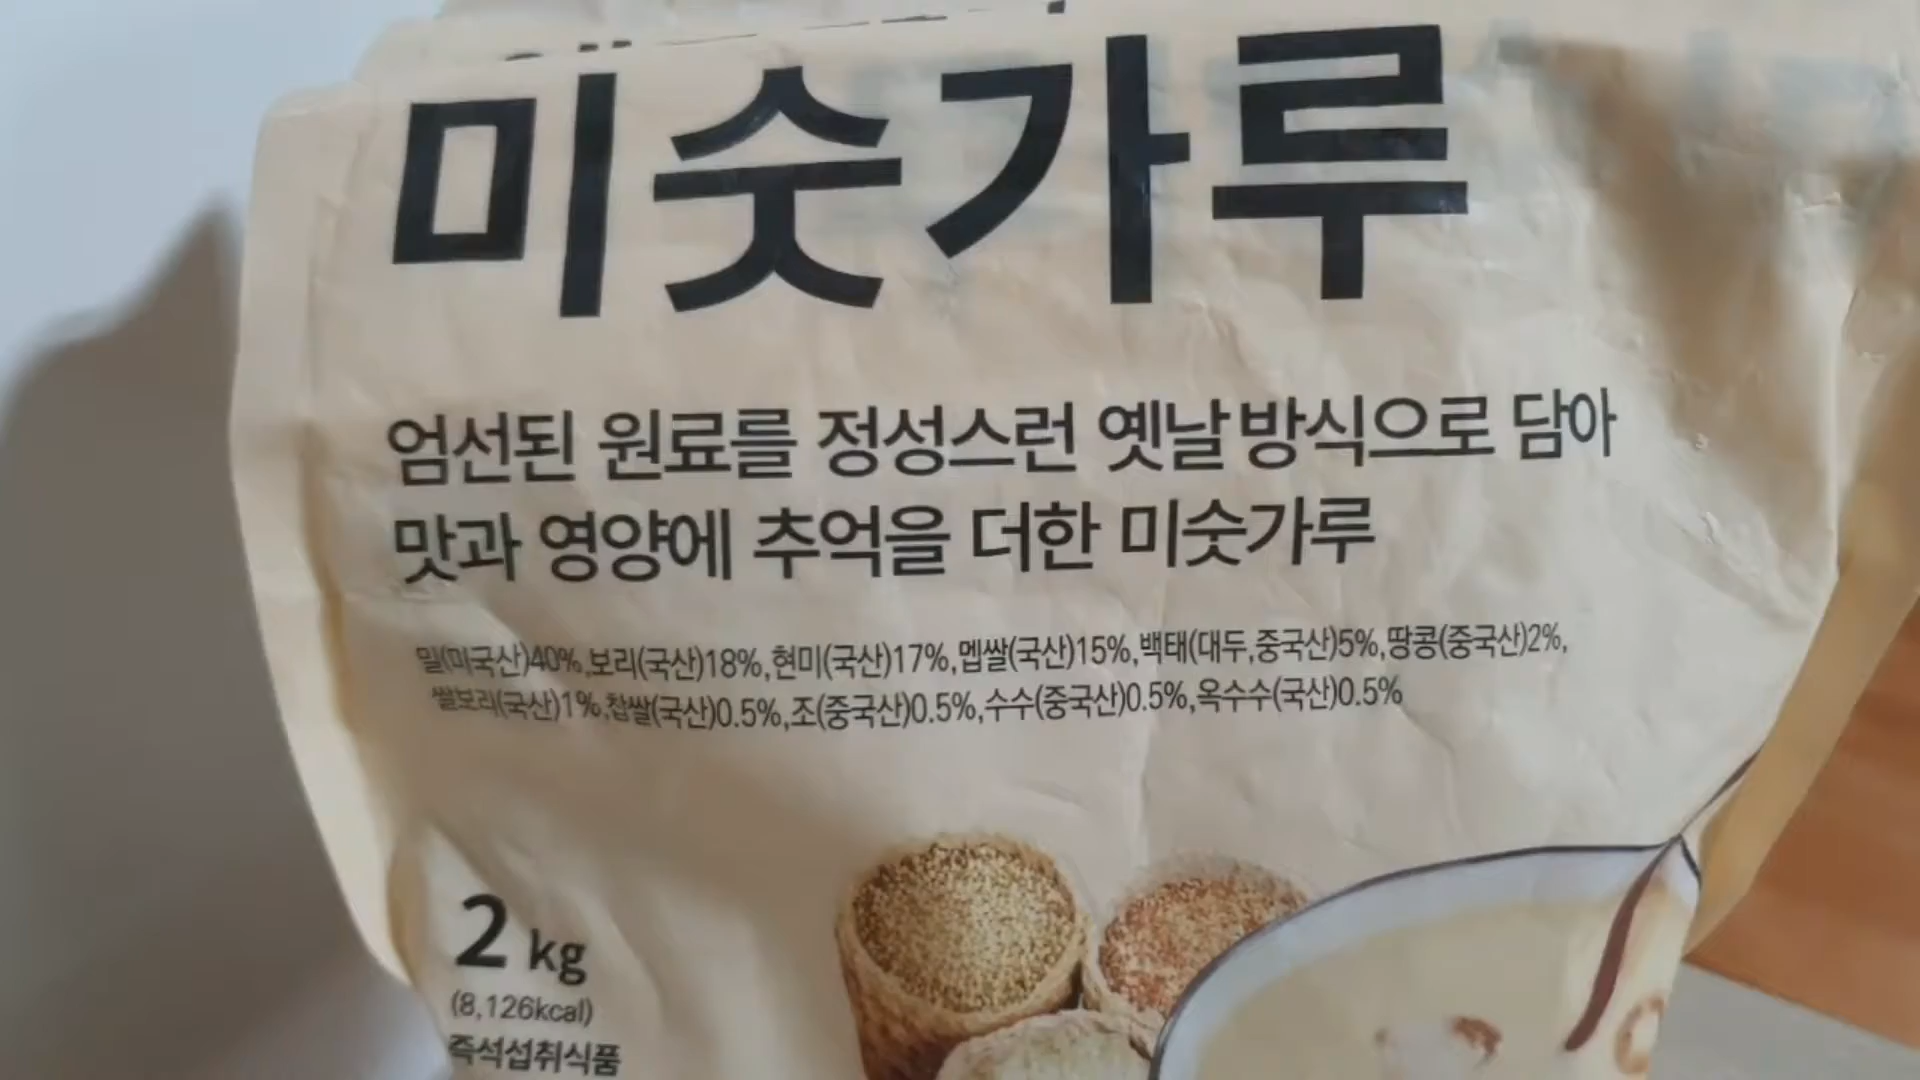 미숫가루
엄선된 원료를 정성스런 옛날방식으로 담아
맛과 영양에 추억을 더한 미숫가루
밀(미국산)40%,보리(국산)18%,현미(국산)17%,멥쌀(국산)15%,백태(대두,중국산)5%,땅콩(중국산)2%,
쌀보리(국산)1%,찹쌀(국산)0.5%,조(중국산)0.5%,수수(중국산)0.5%,옥수수(국산)0.5%
2 kg
(8,126kcal)
즉석섭취식품